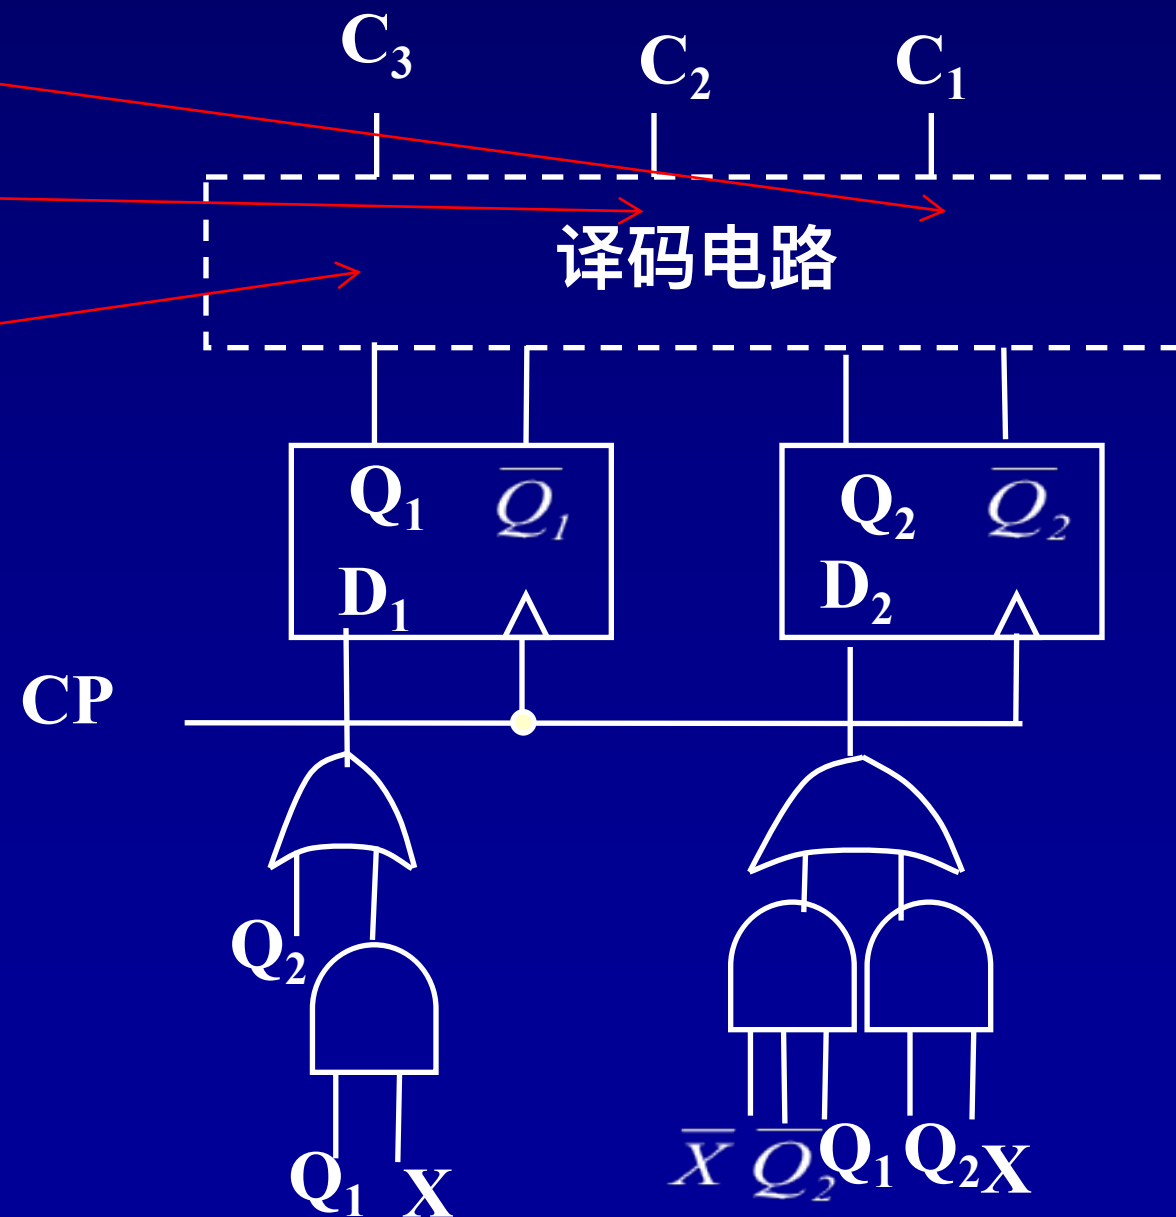 C₃ C₂ C₁
译码电路
Q₁ Q̅₁ Q₂ Q̅₂
D₁ D₂
CP
Q₂
Q₁ X X̅ Q̅₂ Q₁ Q₂ X